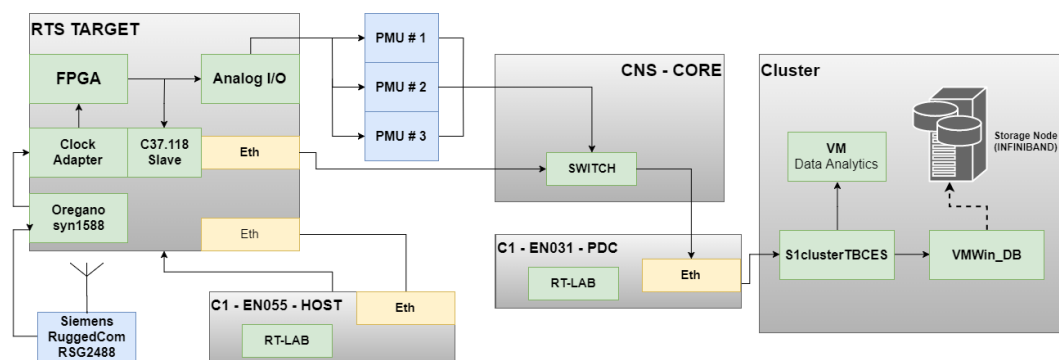 RTS TARGET
FPGA
Analog I/O
Clock
Adapter
C37.118
Slave
Eth
Oregano
syn1588
Eth
Siemens
RuggedCom
RSG2488
C1 - EN055 - HOST
Eth
RT-LAB
PMU # 1
PMU # 2
PMU # 3
CNS - CORE
SWITCH
C1 - EN031 - PDC
RT-LAB
Eth
Cluster
VM
Data Analytics
Storage Node
(INFINIBAND)
S1clusterTBCES
VMWin_DB